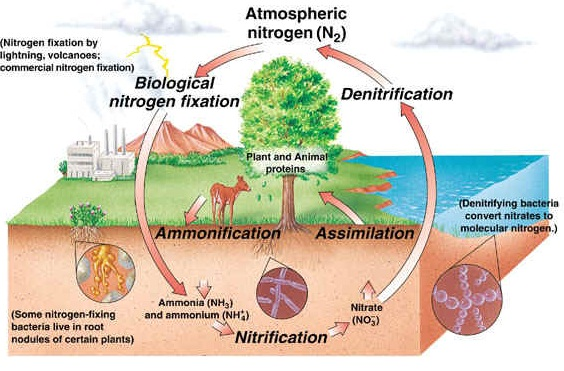 Atmospheric
nitrogen (N₂)
(Nitrogen fixation by
lightning, volcanoes;
commercial nitrogen fixation)
Biological
nitrogen fixation
Denitrification
Plant and Animal
proteins
(Denitrifying bacteria
convert nitrates to
molecular nitrogen.)
Ammonification
Assimilation
Ammonia (NH₃)
and ammonium (NH₄⁺)
Nitrate
(NO₃⁻)
(Some nitrogen-fixing
bacteria live in root
nodules of certain plants)
Nitrification